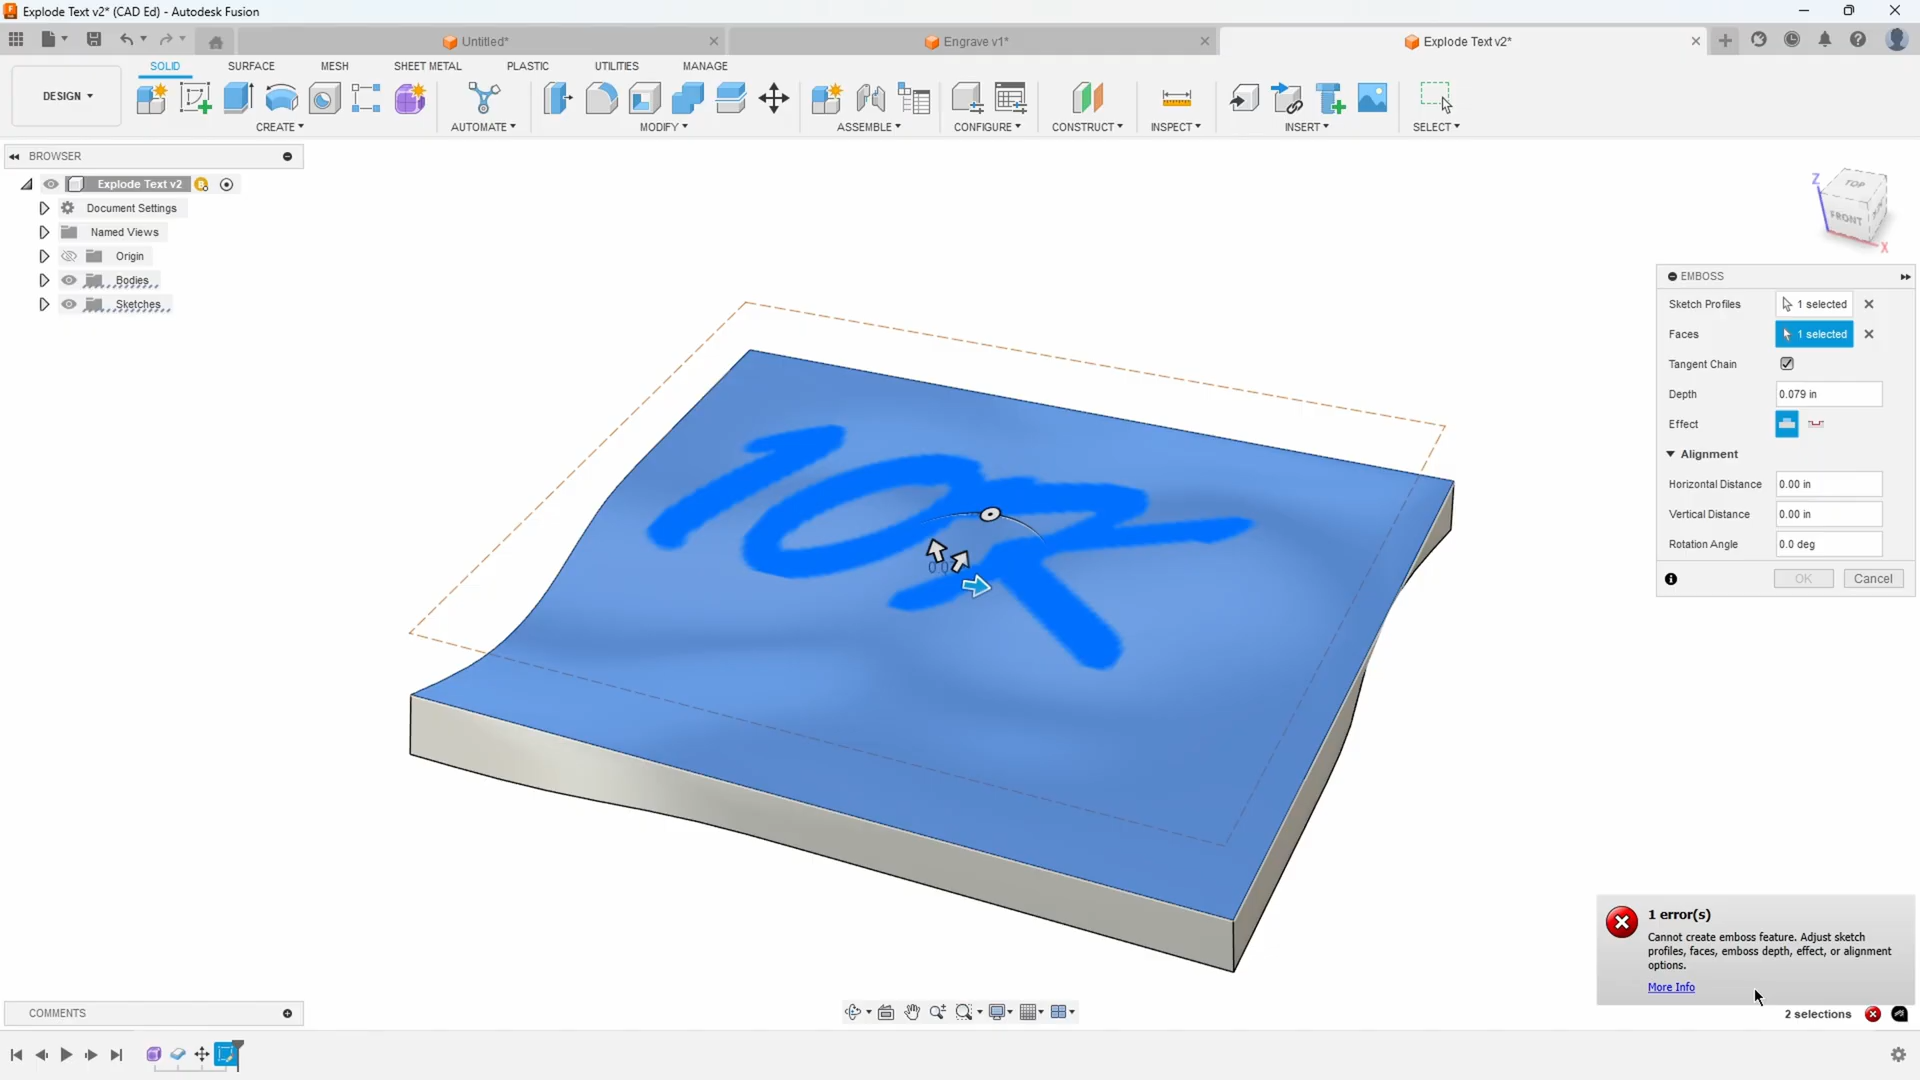 Explode Text v2* (CAD Ed) - Autodesk Fusion
Untitled*
Engrave v1*
Explode Text v2*
DESIGN
SOLID
SURFACE
MESH
SHEET METAL
PLASTIC
UTILITIES
MANAGE
CREATE
AUTOMATE
MODIFY
ASSEMBLE
CONFIGURE
CONSTRUCT
INSPECT
INSERT
SELECT
BROWSER
Explode Text v2
Document Settings
Named Views
Origin
Bodies
Sketches
TOP
FRONT
Z
X
10K
EMBOSS
Sketch Profiles 1 selected
Faces 1 selected
Tangent Chain
Depth 0.079 in
Effect
Alignment
Horizontal Distance 0.00 in
Vertical Distance 0.00 in
Rotation Angle 0.0 deg
OK Cancel
1 error(s)
Cannot create emboss feature. Adjust sketch
profiles, faces, emboss depth, effect, or alignment
options.
More Info
2 selections
COMMENTS